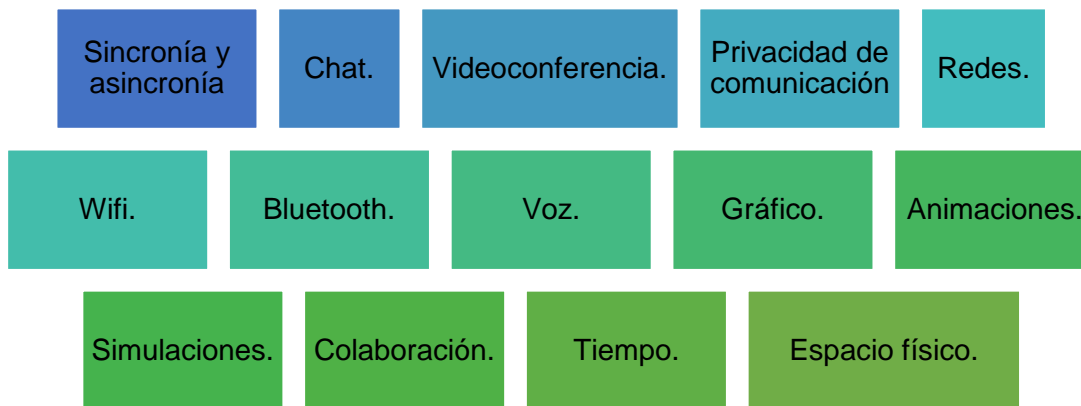 Sincronía y
asincronía
Chat.
Videoconferencia.
Privacidad de
comunicación
Redes.
Wifi.
Bluetooth.
Voz.
Gráfico.
Animaciones.
Simulaciones.
Colaboración.
Tiempo.
Espacio físico.